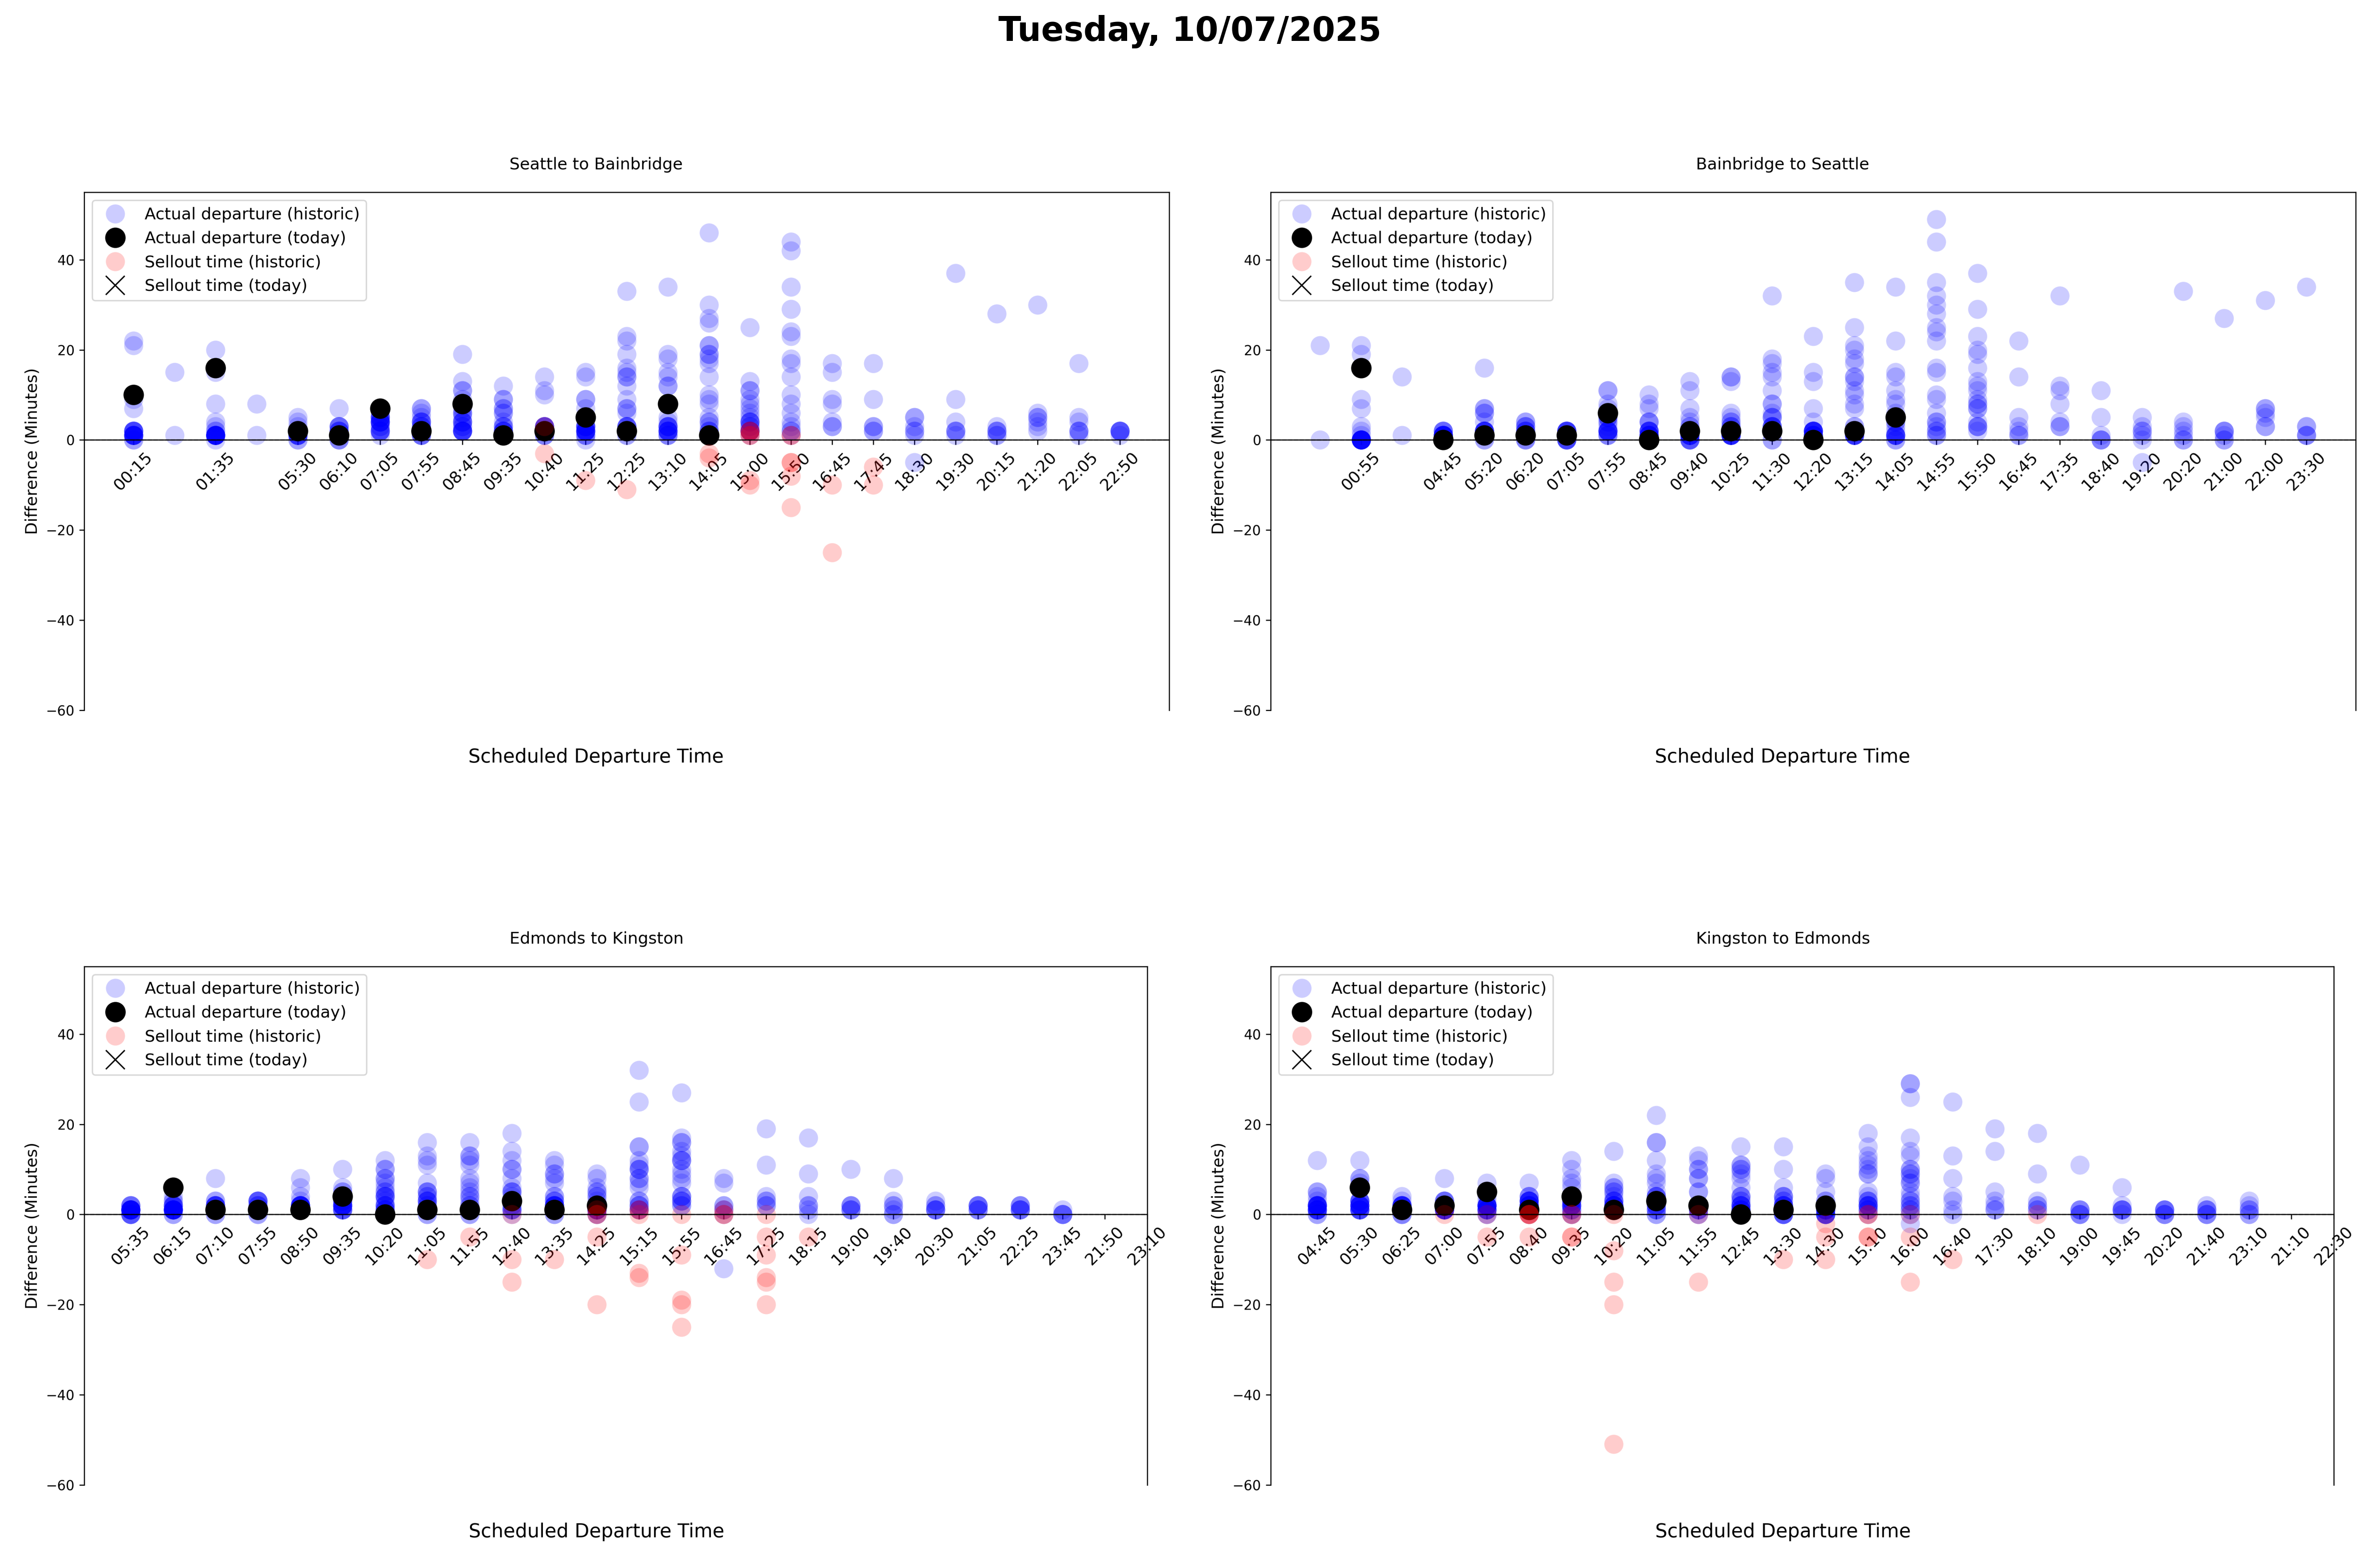 Tuesday, 10/07/2025
Seattle to Bainbridge
Actual departure (historic)
Actual departure (today)
Sellout time (historic)
Sellout time (today)
Difference (Minutes)
40
20
0
−20
−40
−60
00:15 01:35 05:30 06:10 07:05 07:55 08:45 09:35 10:40 11:25 12:25 13:10 14:05 15:00 15:50 16:45 17:45 18:30 19:30 20:15 21:20 22:05 22:50
Scheduled Departure Time
Bainbridge to Seattle
Actual departure (historic)
Actual departure (today)
Sellout time (historic)
Sellout time (today)
Difference (Minutes)
40
20
0
−20
−40
−60
00:55 04:45 05:20 06:20 07:05 07:55 08:45 09:40 10:25 11:30 12:20 13:15 14:05 14:55 15:50 16:45 17:35 18:40 19:20 20:20 21:00 22:00 23:30
Scheduled Departure Time
Edmonds to Kingston
Actual departure (historic)
Actual departure (today)
Sellout time (historic)
Sellout time (today)
Difference (Minutes)
40
20
0
−20
−40
−60
05:35 06:15 07:10 07:55 08:50 09:35 10:20 11:05 11:55 12:40 13:35 14:25 15:15 15:55 16:45 17:25 18:15 19:00 19:40 20:30 21:05 22:25 23:45 21:50 23:10
Scheduled Departure Time
Kingston to Edmonds
Actual departure (historic)
Actual departure (today)
Sellout time (historic)
Sellout time (today)
Difference (Minutes)
40
20
0
−20
−40
−60
04:45 05:30 06:25 07:00 07:55 08:40 09:35 10:20 11:05 11:55 12:45 13:30 14:30 15:10 16:00 16:40 17:30 18:10 19:00 19:45 20:20 21:40 23:10 21:10 22:30
Scheduled Departure Time